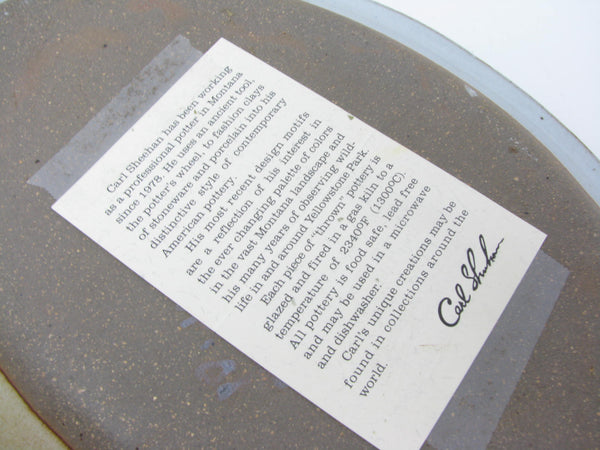 Carl Sheehan has been working
as a professional potter in Montana
since 1978. He uses an ancient tool,
the potter's wheel, to fashion clays
of stoneware and porcelain into his
distinctive style of contemporary
American pottery.
His most recent design motifs
are a reflection of his interest in
the ever changing palette of colors
in the vast Montana landscape and
his many years of observing wild-
life in and around Yellowstone Park.
Each piece of "thrown" pottery is
glazed and fired in a gas kiln to a
temperature of 2340°F (1300°C).
All pottery is food safe, lead free
and may be used in a microwave
and dishwasher.
Carl's unique creations may be
found in collections around the
world.
Carl Sheehan